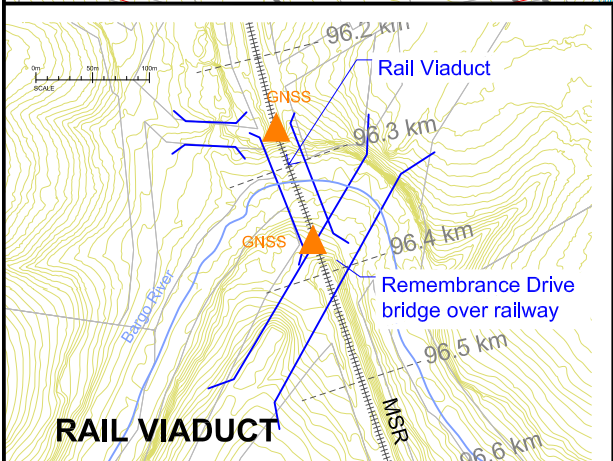 96.2 km
0m 50m 100m
SCALE
Rail Viaduct
GNSS
96.3 km
GNSS
96.4 km
Remembrance Drive
bridge over railway
Bargo River
96.5 km
MSR
RAIL VIADUCT
96.6 km